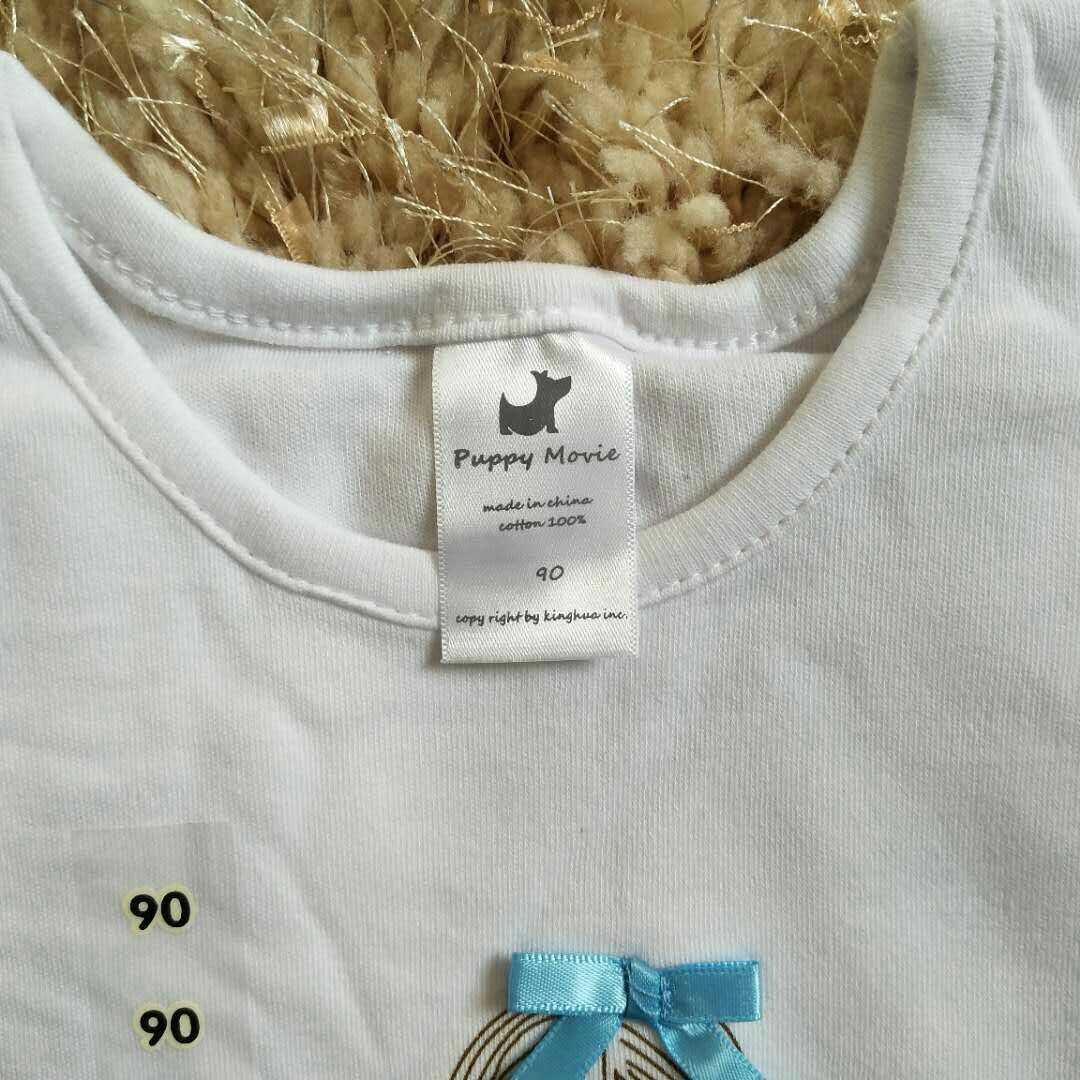 Puppy Movie
made in china
cotton 100%
90
copy right by kinghua inc.
90
90